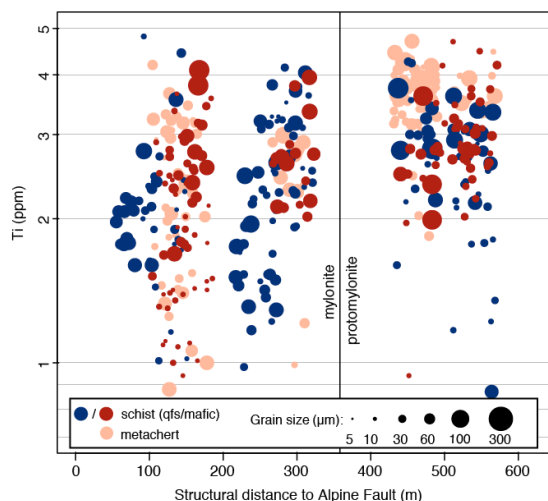 5
4
3
2
1
Ti (ppm)
mylonite
protomylonite
/ schist (qfs/mafic)
metachert
Grain size (μm):
5 10 30 60 100 300
0 100 200 300 400 500 600
Structural distance to Alpine Fault (m)